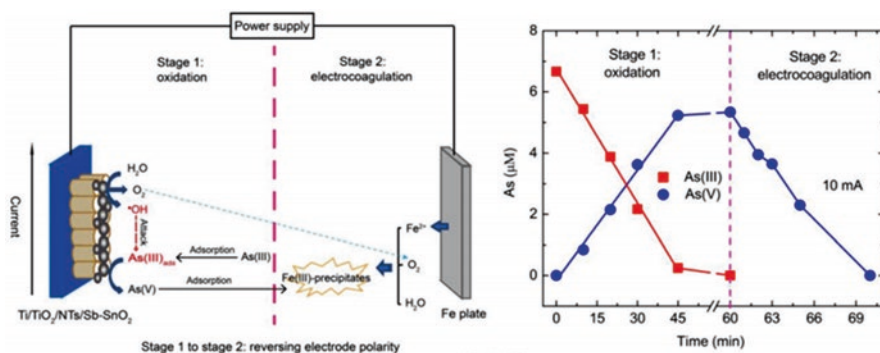 Power supply
Stage 1:
oxidation
Stage 2:
electrocoagulation
Current
H₂O
O₂
•OH
Attack
As(III)ads
Adsorption
As(III)
As(V)
Adsorption
Fe(III)-precipitates
Fe²⁺
O₂
H₂O
Ti/TiO₂/NTs/Sb-SnO₂
Fe plate
Stage 1 to stage 2: reversing electrode polarity
Stage 1:
oxidation
Stage 2:
electrocoagulation
As(III)
As(V)
10 mA
As (μM)
8
6
4
2
0
0 15 30 45 60 63 66 69
Time (min)